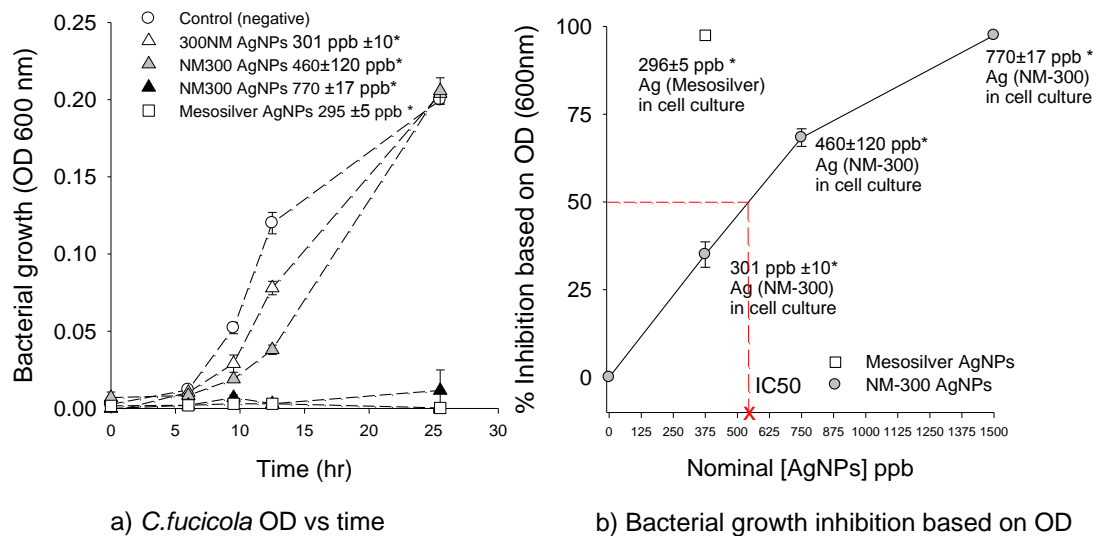 Control (negative)
300NM AgNPs 301 ppb ±10*
NM300 AgNPs 460±120 ppb*
NM300 AgNPs 770 ±17 ppb*
Mesosilver AgNPs 295 ±5 ppb *
Bacterial growth (OD 600 nm)
0.25
0.20
0.15
0.10
0.05
0.00
0 5 10 15 20 25 30
Time (hr)
a) C.fucicola OD vs time
% Inhibition based on OD (600nm)
100
75
50
25
0
296±5 ppb *
Ag (Mesosilver)
in cell culture
770±17 ppb *
Ag (NM-300)
in cell culture
460±120 ppb*
Ag (NM-300)
in cell culture
301 ppb ±10*
Ag (NM-300)
in cell culture
Mesosilver AgNPs
NM-300 AgNPs
IC50
X
0 125 250 375 500 625 750 875 1000 1125 1250 1375 1500
Nominal [AgNPs] ppb
b) Bacterial growth inhibition based on OD